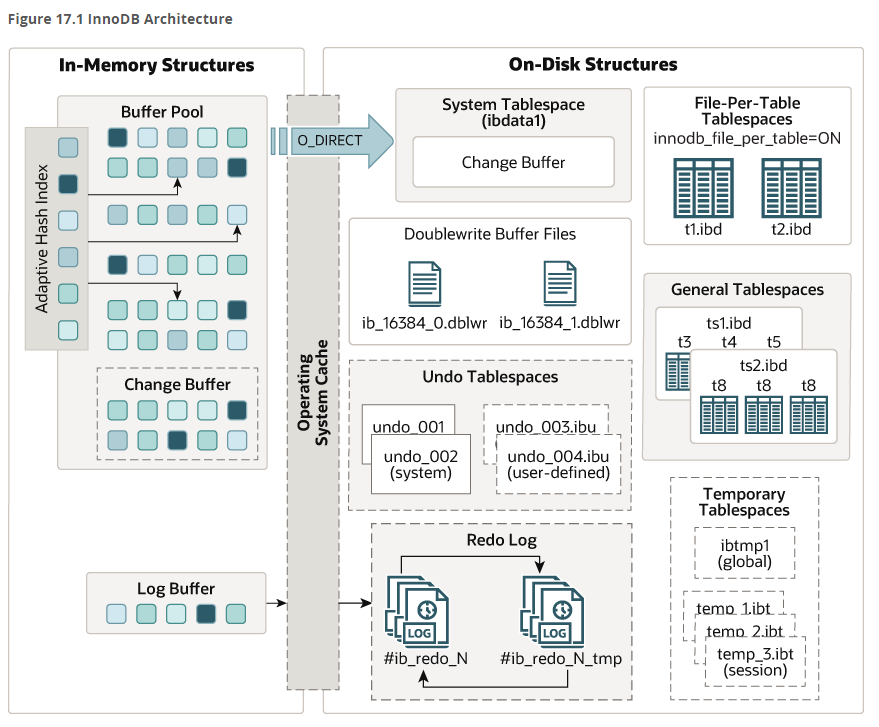 Figure 17.1 InnoDB Architecture
In-Memory Structures
Buffer Pool
Adaptive Hash Index
Change Buffer
Log Buffer
Operating
System Cache
O_DIRECT
On-Disk Structures
System Tablespace
(ibdata1)
Change Buffer
Doublewrite Buffer Files
ib_16384_0.dblwr
ib_16384_1.dblwr
Undo Tablespaces
undo_001
undo_002
(system)
undo_003.ibu
undo_004.ibu
(user-defined)
Redo Log
LOG
LOG
#ib_redo_N
#ib_redo_N_tmp
File-Per-Table
Tablespaces
innodb_file_per_table=ON
t1.ibd
t2.ibd
General Tablespaces
ts1.ibd
t3 t4 t5
ts2.ibd
t8 t8 t8
Temporary
Tablespaces
ibtmp1
(global)
temp_1.ibt
temp_2.ibt
temp_3.ibt
(session)